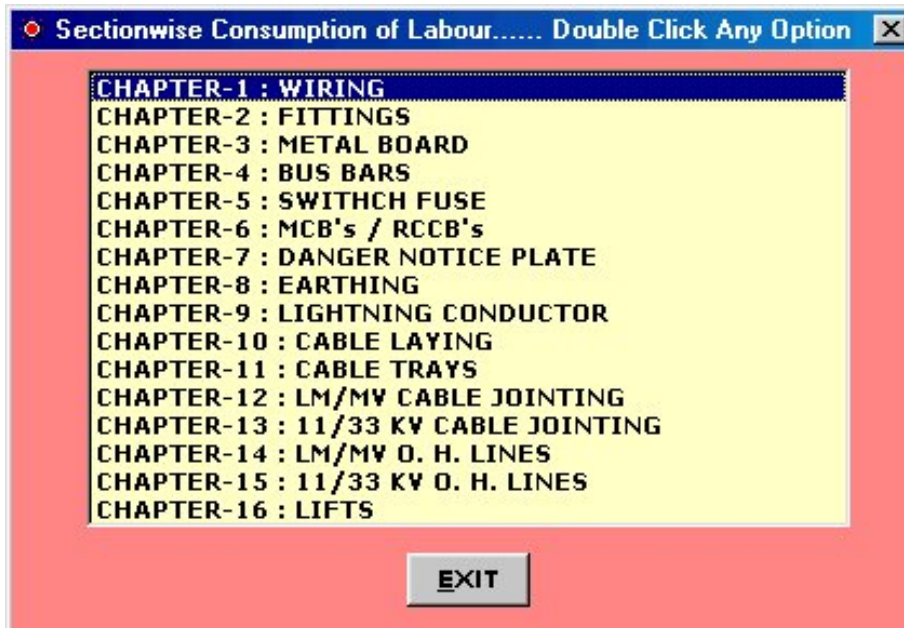 Sectionwise Consumption of Labour...... Double Click Any Option
CHAPTER-1 : WIRING
CHAPTER-2 : FITTINGS
CHAPTER-3 : METAL BOARD
CHAPTER-4 : BUS BARS
CHAPTER-5 : SWITHCH FUSE
CHAPTER-6 : MCB's / RCCB's
CHAPTER-7 : DANGER NOTICE PLATE
CHAPTER-8 : EARTHING
CHAPTER-9 : LIGHTNING CONDUCTOR
CHAPTER-10 : CABLE LAYING
CHAPTER-11 : CABLE TRAYS
CHAPTER-12 : LM/MV CABLE JOINTING
CHAPTER-13 : 11/33 KV CABLE JOINTING
CHAPTER-14 : LM/MV O. H. LINES
CHAPTER-15 : 11/33 KV O. H. LINES
CHAPTER-16 : LIFTS
EXIT